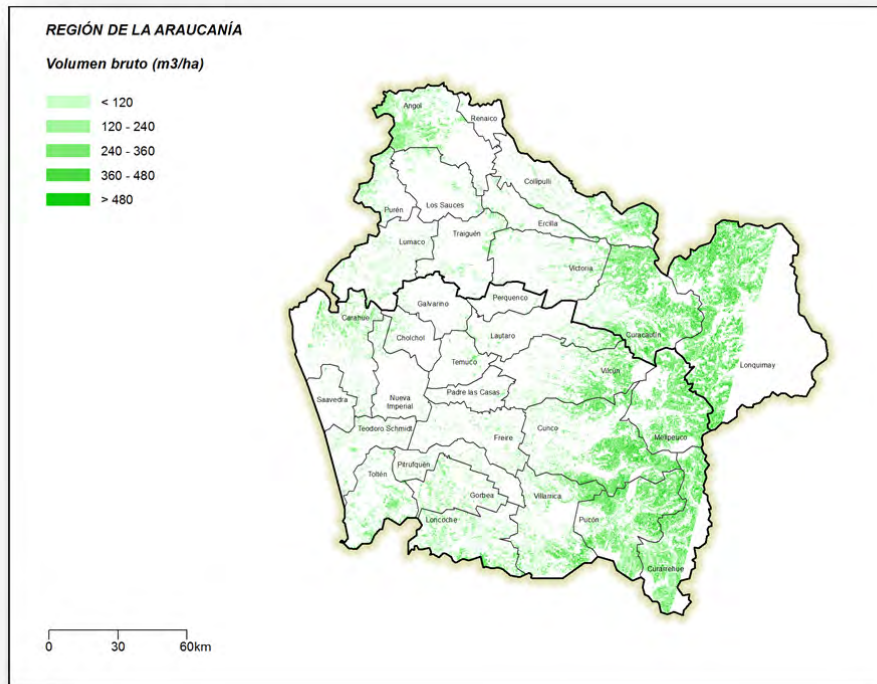 REGIÓN DE LA ARAUCANÍA
Volumen bruto (m3/ha)
< 120
120 - 240
240 - 360
360 - 480
> 480
Angol
Renaico
Collipulli
Los Sauces
Purén
Ercilla
Traiguén
Lumaco
Victoria
Perquenco
Galvarino
Carahue
Curacautín
Lautaro
Cholchol
Temuco
Lonquimay
Vilcún
Padre las Casas
Saavedra
Nueva
Imperial
Teodoro Schmidt
Cunco
Freire
Melipeuco
Pitrufquén
Toltén
Gorbea
Villarrica
Loncoche
Pucón
Curarrehue
0 30 60km